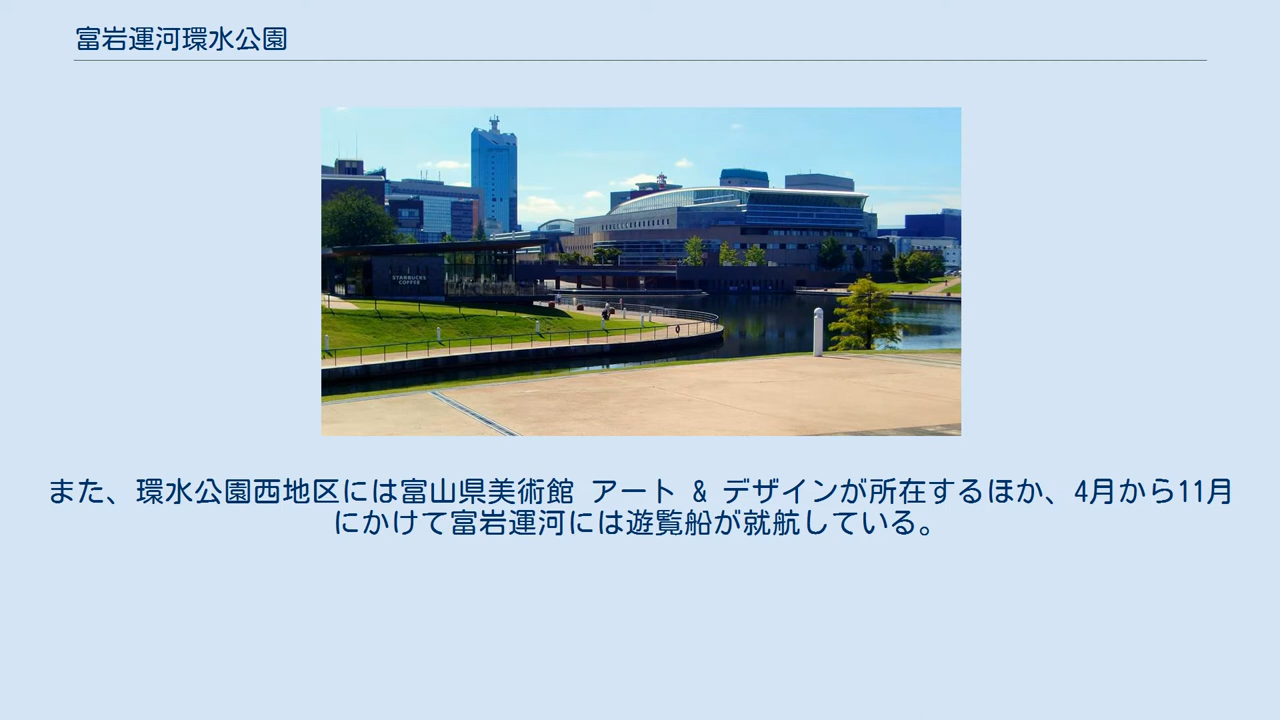 富岩運河環水公園
STARBUCKS
COFFEE
また、環水公園西地区には富山県美術館 アート & デザインが所在するほか、4月から11月
にかけて富岩運河には遊覧船が就航している。